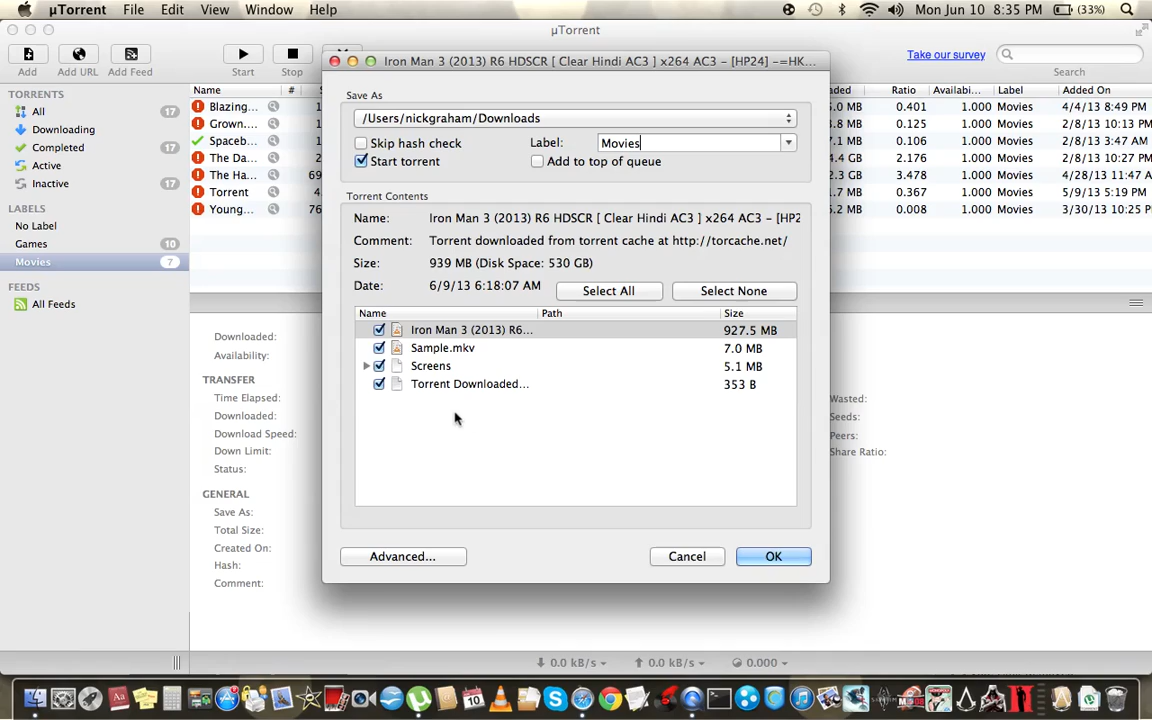 µTorrent File Edit View Window Help Mon Jun 10 8:35 PM (33%)
µTorrent
Add Add URL Add Feed Start Stop Take our survey Search
Iron Man 3 (2013) R6 HDSCR [ Clear Hindi AC3 ] x264 AC3 – [HP24] -=HK...
TORRENTS
All 17
Downloading
Completed 17
Active
Inactive 17
LABELS
No Label
Games 10
Movies 7
FEEDS
All Feeds
Name #
Blazing...
Grown....
Spaceb...
The Da...
The Ha...
Torrent
Young...
Save As
/Users/nickgraham/Downloads
Skip hash check Label: Movies
Start torrent Add to top of queue
Torrent Contents
Name: Iron Man 3 (2013) R6 HDSCR [ Clear Hindi AC3 ] x264 AC3 – [HP2
Comment: Torrent downloaded from torrent cache at http://torcache.net/
Size: 939 MB (Disk Space: 530 GB)
Date: 6/9/13 6:18:07 AM Select All Select None
Name Path Size
Iron Man 3 (2013) R6... 927.5 MB
Sample.mkv 7.0 MB
Screens 5.1 MB
Torrent Downloaded... 353 B
Advanced... Cancel OK
Ratio Availabi... Label Added On
0.401 1.000 Movies 4/4/13 8:49 PM
0.125 1.000 Movies 2/8/13 10:13 PM
0.106 1.000 Movies 2/8/13 3:47 AM
2.176 1.000 Movies 2/8/13 10:27 PM
3.478 1.000 Movies 4/28/13 11:47 A
0.367 1.000 Movies 5/9/13 5:19 PM
0.008 1.000 Movies 3/30/13 10:25 P
Downloaded:
Availability:
TRANSFER
Time Elapsed: Wasted:
Downloaded: Seeds:
Download Speed: Peers:
Down Limit: Share Ratio:
Status:
GENERAL
Save As:
Total Size:
Created On:
Hash:
Comment:
0.0 kB/s 0.0 kB/s 0.000